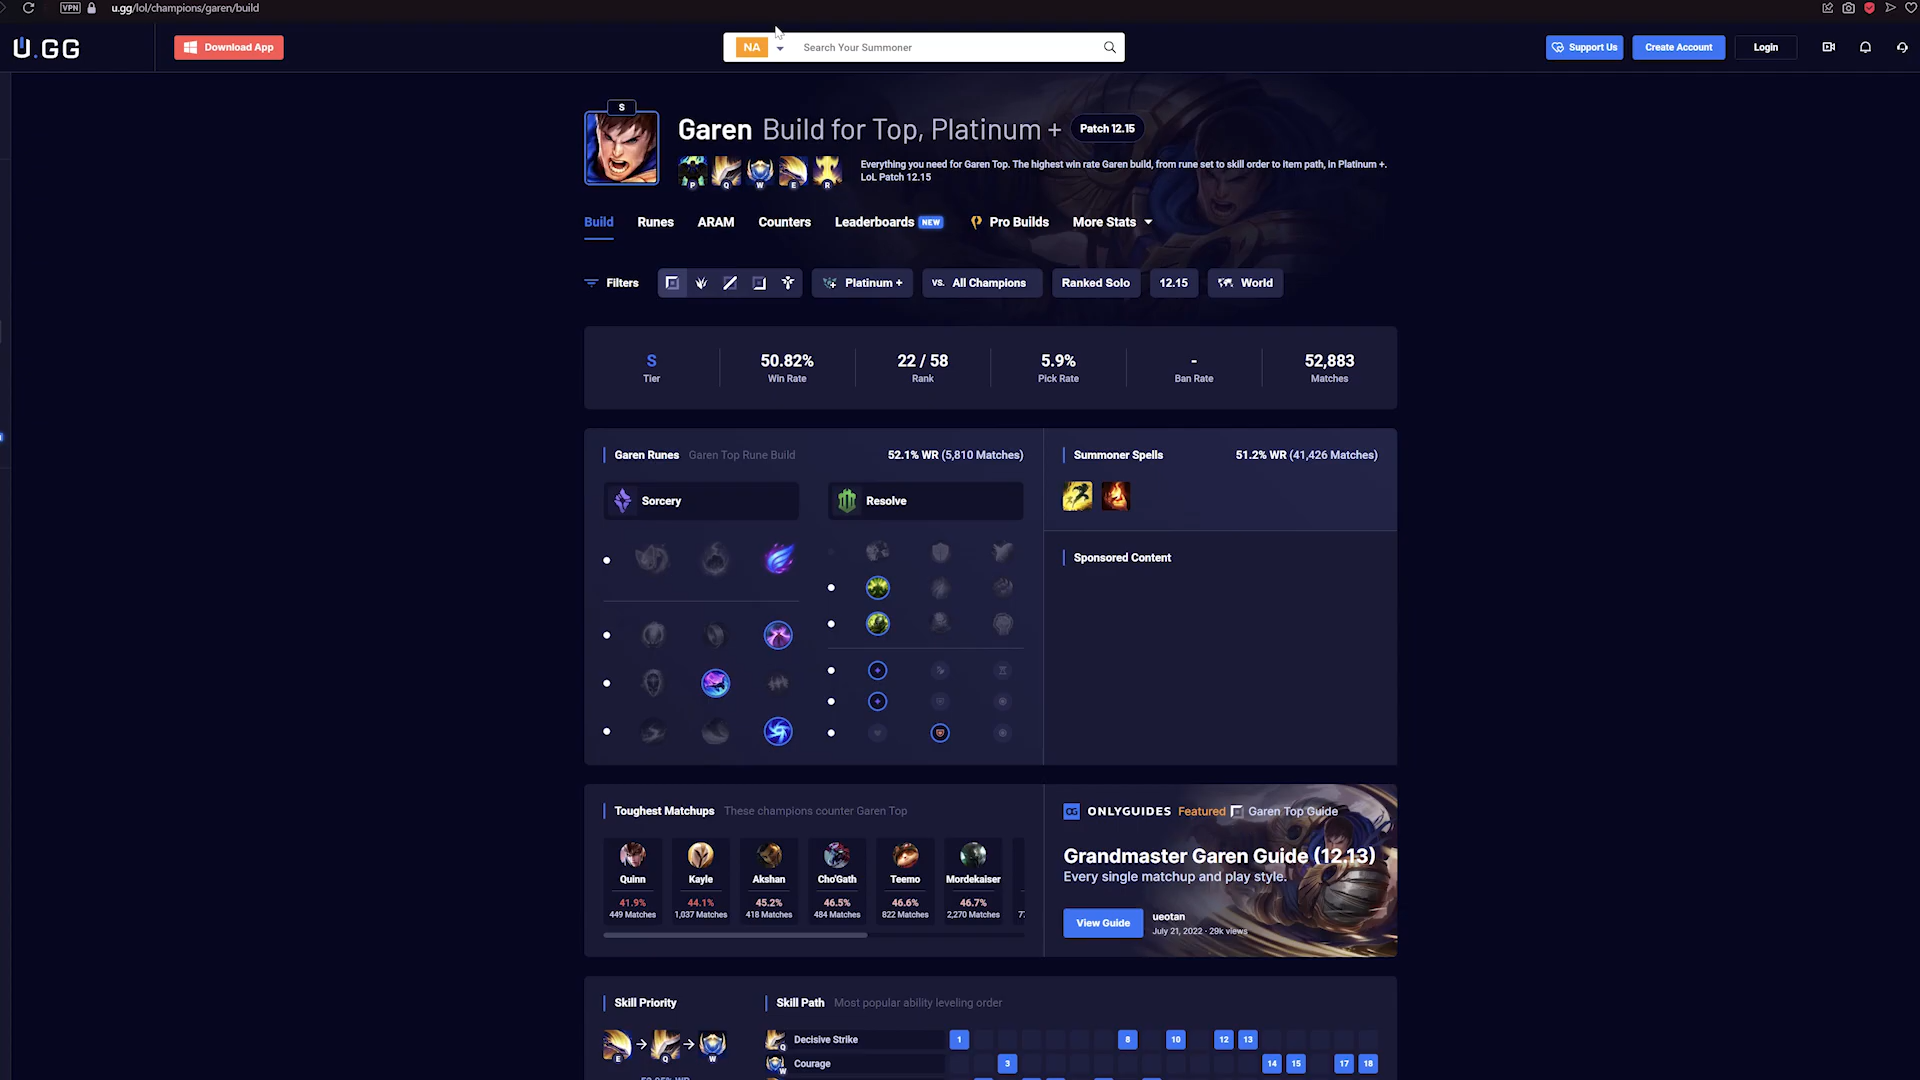 VPN u.gg/lol/champions/garen/build
U.GG
Download App
NA Search Your Summoner
Support Us Create Account Login
S
Garen Build for Top, Platinum + Patch 12.15
P Q W E R
Everything you need for Garen Top. The highest win rate Garen build, from rune set to skill order to item path, in Platinum +.
LoL Patch 12.15
Build Runes ARAM Counters Leaderboards NEW Pro Builds More Stats
Filters Platinum + VS. All Champions Ranked Solo 12.15 World
S 50.82% 22 / 58 5.9% - 52,883
Tier Win Rate Rank Pick Rate Ban Rate Matches
Garen Runes Garen Top Rune Build 52.1% WR (5,810 Matches)
Sorcery Resolve
Summoner Spells 51.2% WR (41,426 Matches)
Sponsored Content
Toughest Matchups These champions counter Garen Top
Quinn Kayle Akshan Cho'Gath Teemo Mordekaiser
41.9% 44.1% 45.2% 46.5% 46.6% 46.7%
449 Matches 1,037 Matches 418 Matches 484 Matches 822 Matches 2,270 Matches 77
OG ONLYGUIDES Featured Garen Top Guide
Grandmaster Garen Guide (12.13)
Every single matchup and play style.
View Guide
ueotan
July 21, 2022 · 29k views
Skill Priority
E Q W
Skill Path Most popular ability leveling order
Q Decisive Strike 1 8 10 12 13
W Courage 3 14 15 17 18